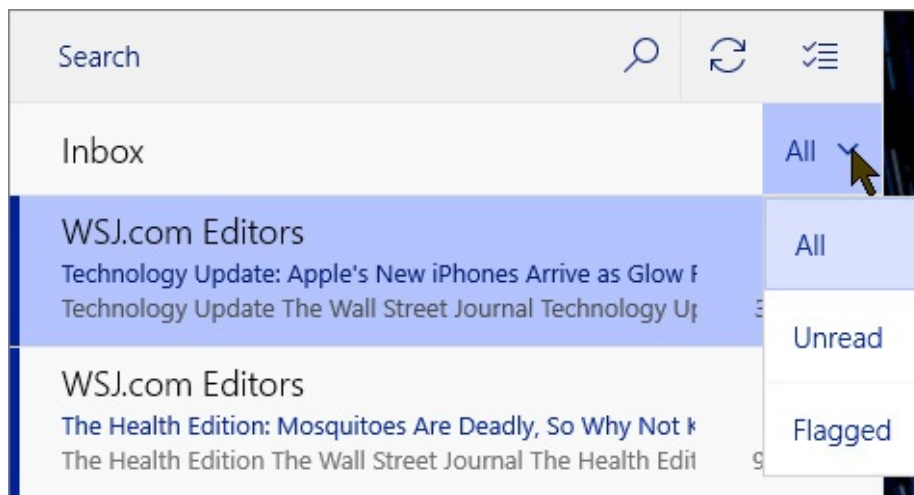 Search
Inbox
All
WSJ.com Editors
Technology Update: Apple's New iPhones Arrive as Glow
Technology Update The Wall Street Journal Technology
All
Unread
WSJ.com Editors
The Health Edition: Mosquitoes Are Deadly, So Why Not
The Health Edition The Wall Street Journal The Health
Flagged